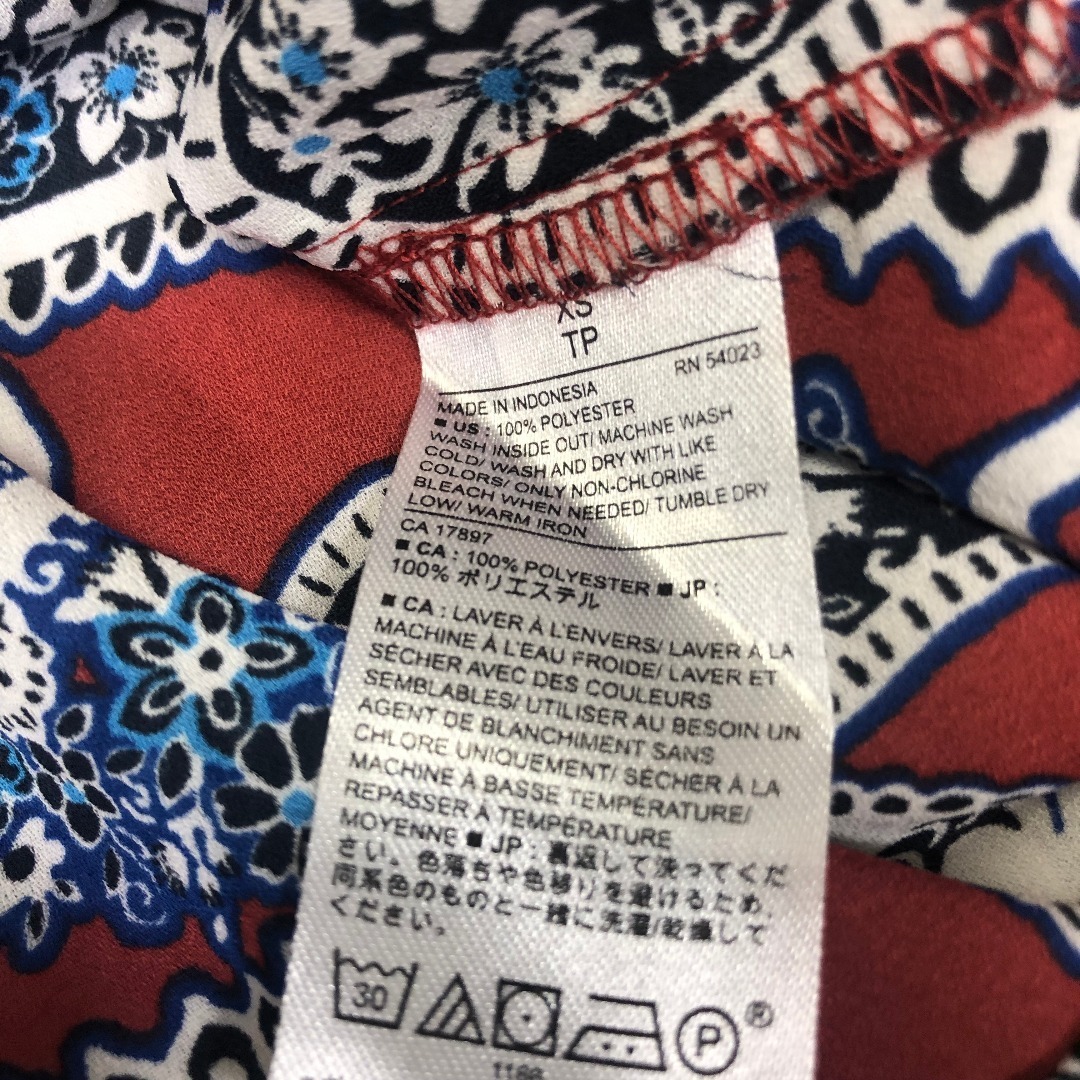 XS
TP
RN 54023
MADE IN INDONESIA
■ US : 100% POLYESTER
WASH INSIDE OUT/ MACHINE WASH
COLD/ WASH AND DRY WITH LIKE
COLORS/ ONLY NON-CHLORINE
BLEACH WHEN NEEDED/ TUMBLE DRY
LOW/ WARM IRON
CA 17897
■ CA : 100% POLYESTER ■ JP :
100% ポリエステル
■ CA : LAVER À L'ENVERS/ LAVER À LA
MACHINE À L'EAU FROIDE/ LAVER ET
SÉCHER AVEC DES COULEURS
SEMBLABLES/ UTILISER AU BESOIN UN
AGENT DE BLANCHIMENT SANS
CHLORE UNIQUEMENT/ SÉCHER À LA
MACHINE À BASSE TEMPÉRATURE/
REPASSER À TEMPÉRATURE
MOYENNE ■ JP : 裏返して洗ってくだ
さい。色落ちや色移りを避けるため、
同系色のものと一緒に洗濯/乾燥して
ください。
30
P ®